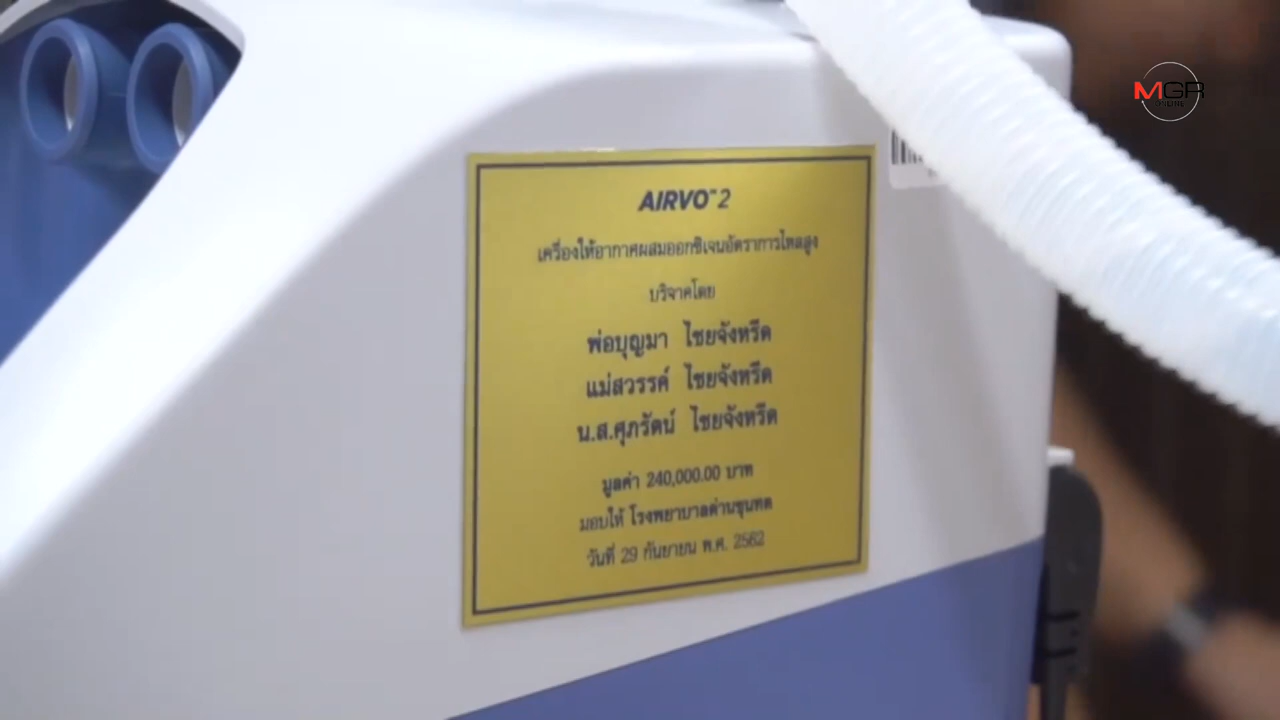 MGR
ONLINE
AIRVO™ 2
เครื่องให้อากาศผสมออกซิเจนอัตราการไหลสูง
บริจาคโดย
พ่อบุญมา ไชยจังหรีด
แม่สวรรค์ ไชยจังหรีด
น.ส.ศุภรัตน์ ไชยจังหรีด
มูลค่า 240,000.00 บาท
มอบให้ โรงพยาบาลด่านขุนทด
วันที่ 29 กันยายน พ.ศ. 2562